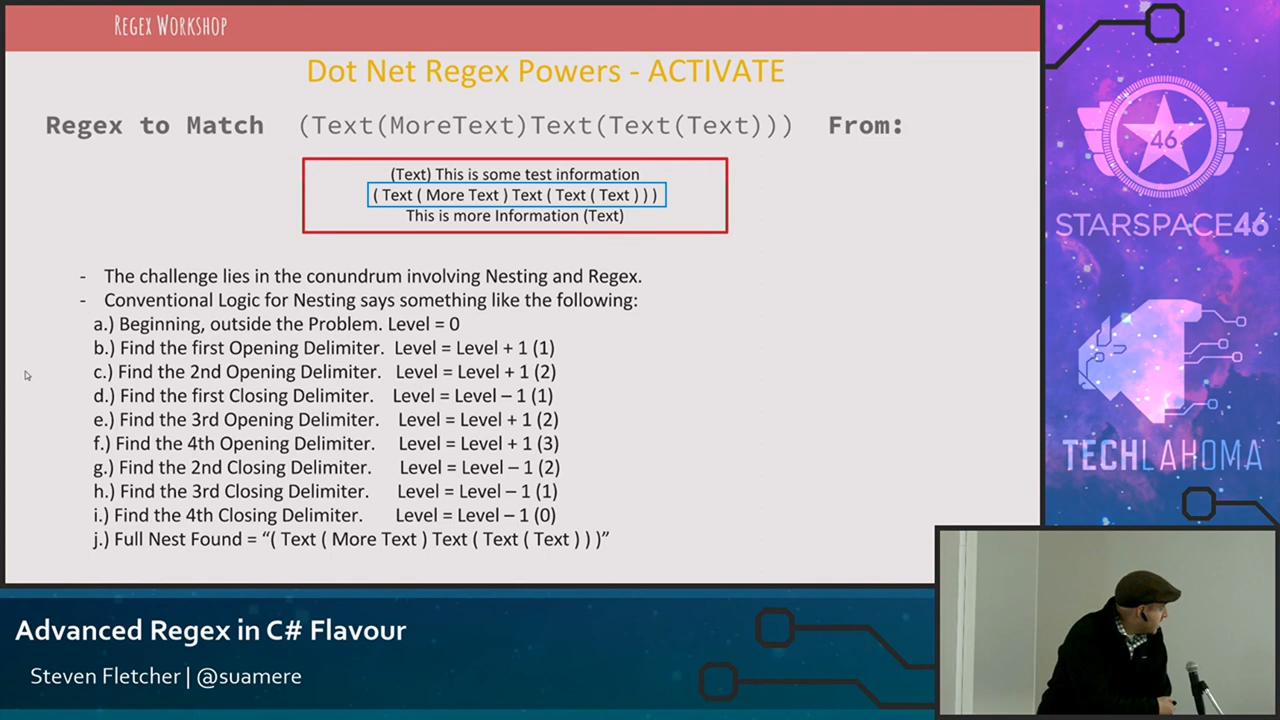 REGEX WORKSHOP
Dot Net Regex Powers - ACTIVATE
Regex to Match (Text(MoreText)Text(Text(Text))) From:
(Text) This is some test information
( Text ( More Text ) Text ( Text ( Text ) ) )
This is more Information (Text)
- The challenge lies in the conundrum involving Nesting and Regex.
- Conventional Logic for Nesting says something like the following:
a.) Beginning, outside the Problem. Level = 0
b.) Find the first Opening Delimiter. Level = Level + 1 (1)
c.) Find the 2nd Opening Delimiter. Level = Level + 1 (2)
d.) Find the first Closing Delimiter. Level = Level – 1 (1)
e.) Find the 3rd Opening Delimiter. Level = Level + 1 (2)
f.) Find the 4th Opening Delimiter. Level = Level + 1 (3)
g.) Find the 2nd Closing Delimiter. Level = Level – 1 (2)
h.) Find the 3rd Closing Delimiter. Level = Level – 1 (1)
i.) Find the 4th Closing Delimiter. Level = Level – 1 (0)
j.) Full Nest Found = “( Text ( More Text ) Text ( Text ( Text ) ) )”
46
STARSPACE46
TECHLAHOMA
Advanced Regex in C# Flavour
Steven Fletcher | @suamere